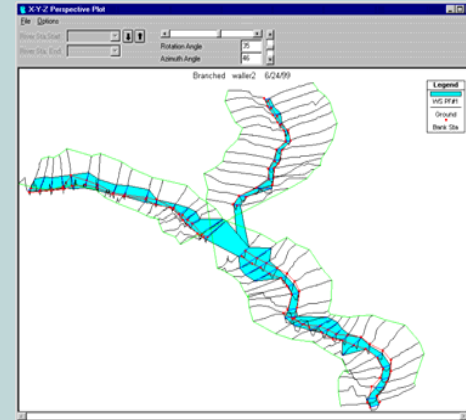 X-Y-Z Perspective Plot
File Options
River Sta. Start:
River Sta. End:
Rotation Angle 35
Azimuth Angle 46
Branched waller2 6/24/99
Legend
WS PF#1
Ground
Bank Sta